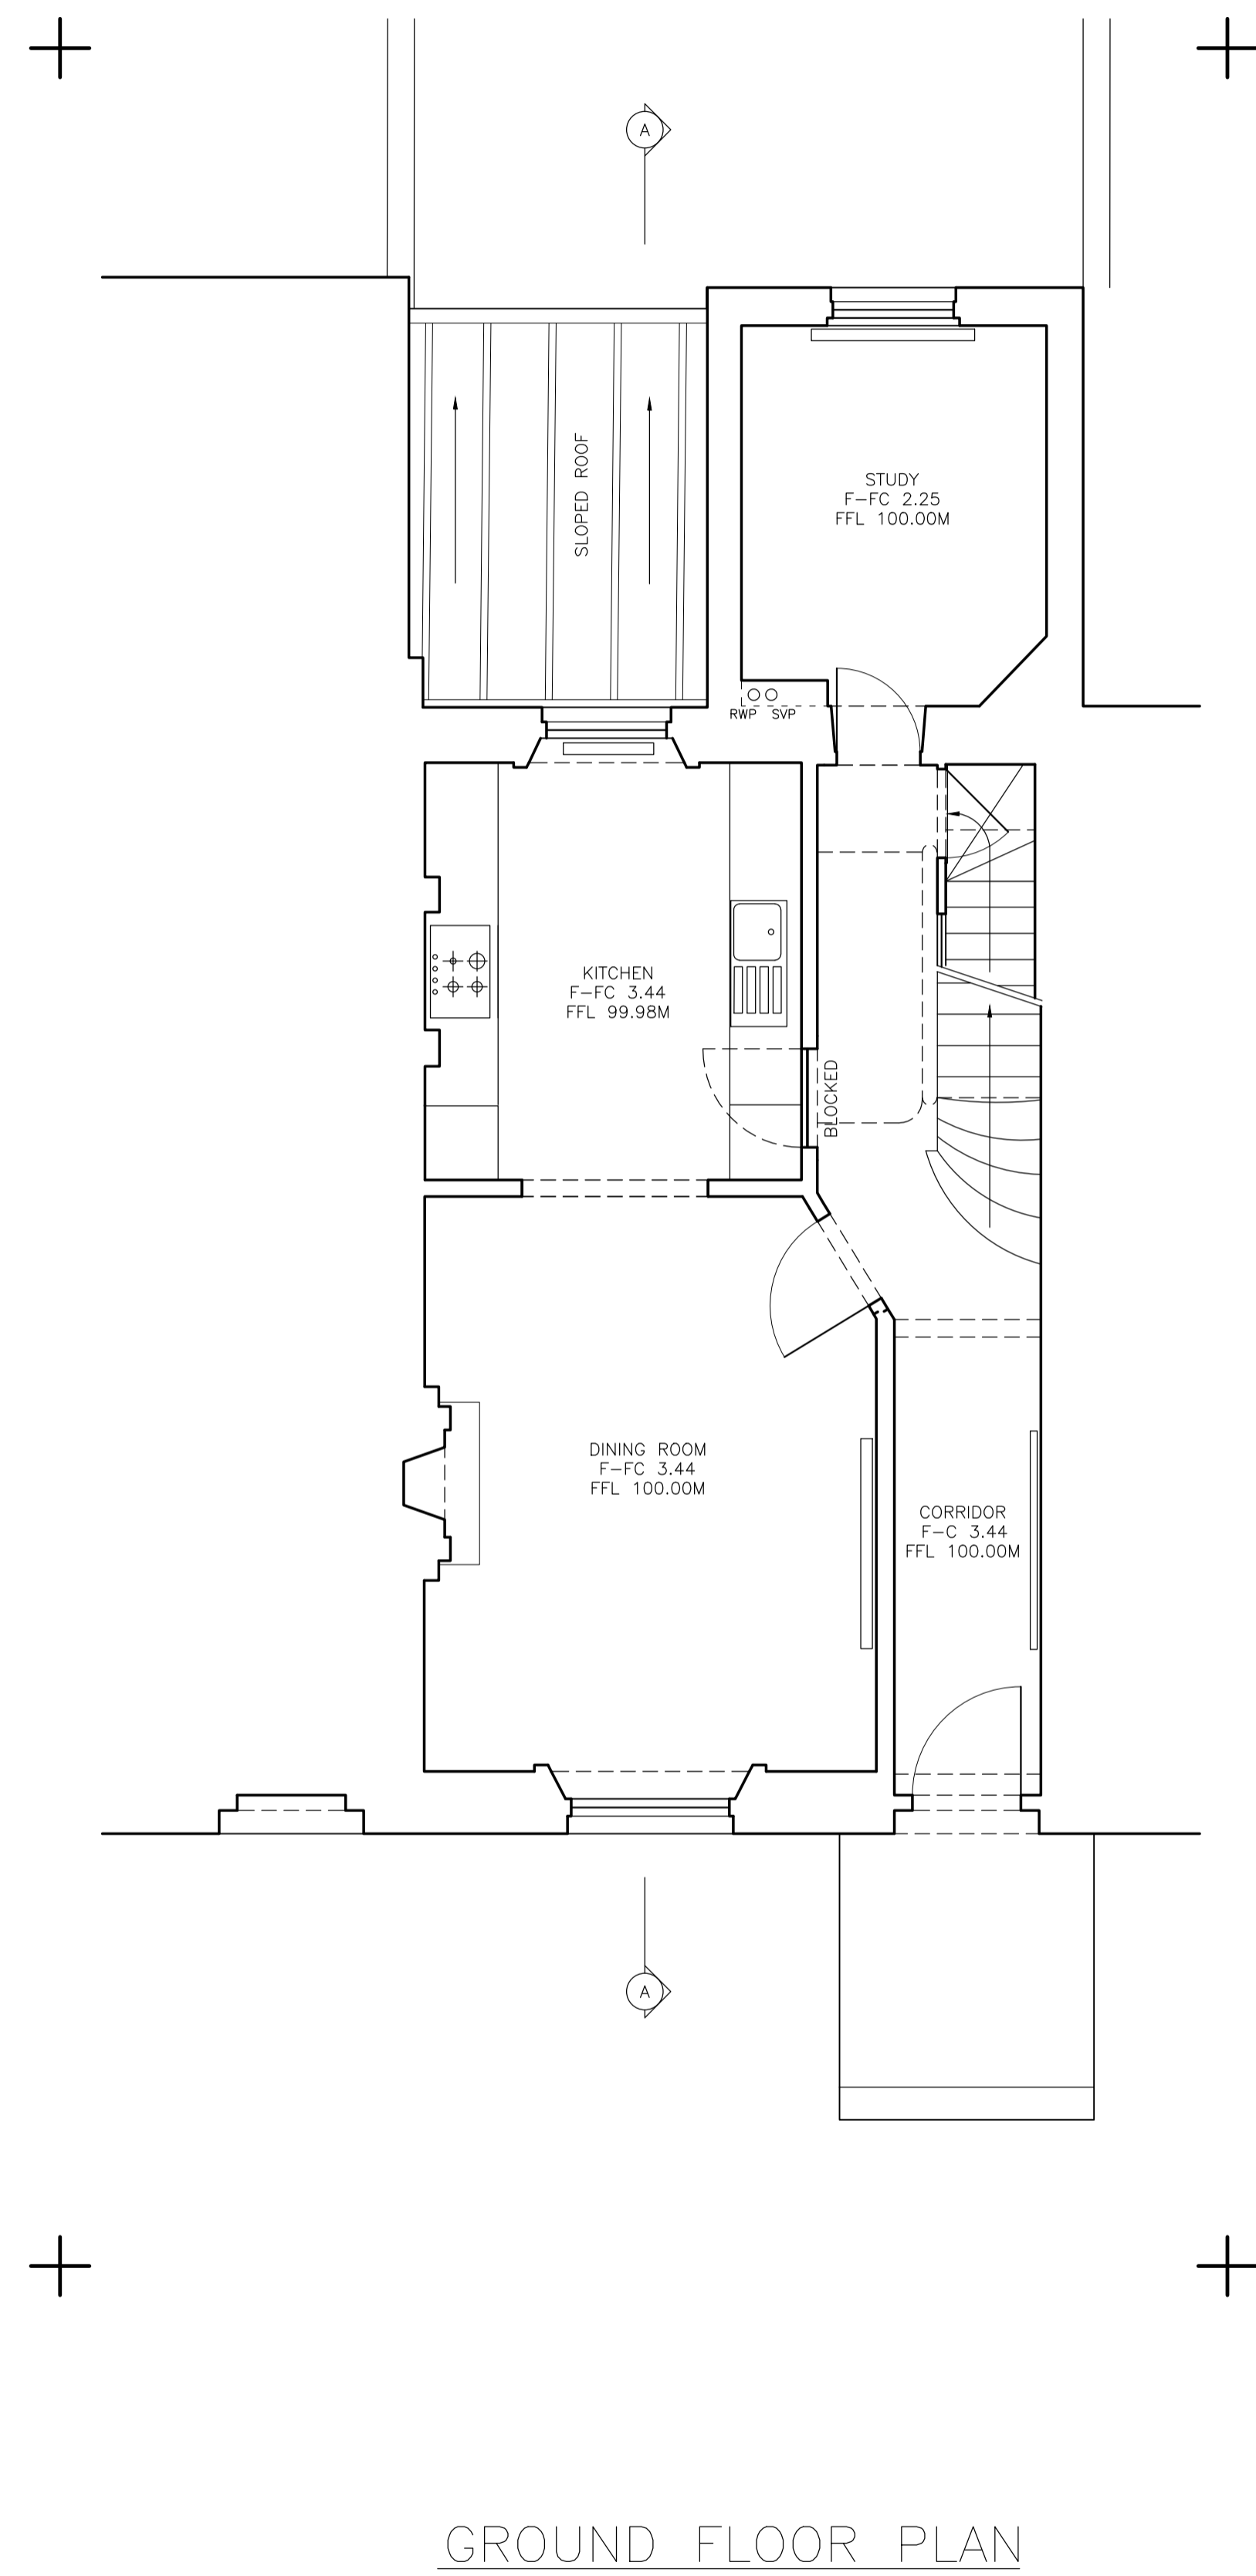 A
SLOPED ROOF
STUDY
F-FC 2.25
FFL 100.00M
RWP SVP
KITCHEN
F-FC 3.44
FFL 99.98M
BLOCKED
DINING ROOM
F-FC 3.44
FFL 100.00M
CORRIDOR
F-C 3.44
FFL 100.00M
A
GROUND FLOOR PLAN